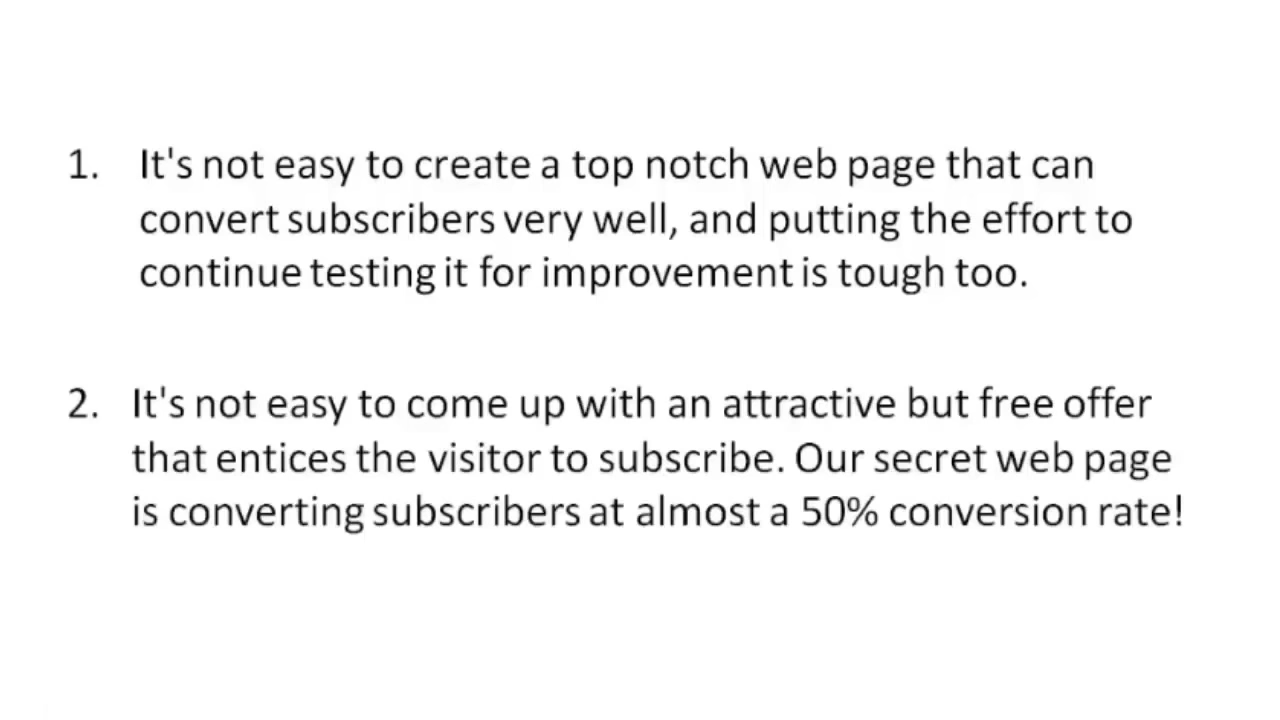 1. It's not easy to create a top notch web page that can
convert subscribers very well, and putting the effort to
continue testing it for improvement is tough too.
2. It's not easy to come up with an attractive but free offer
that entices the visitor to subscribe. Our secret web page
is converting subscribers at almost a 50% conversion rate!